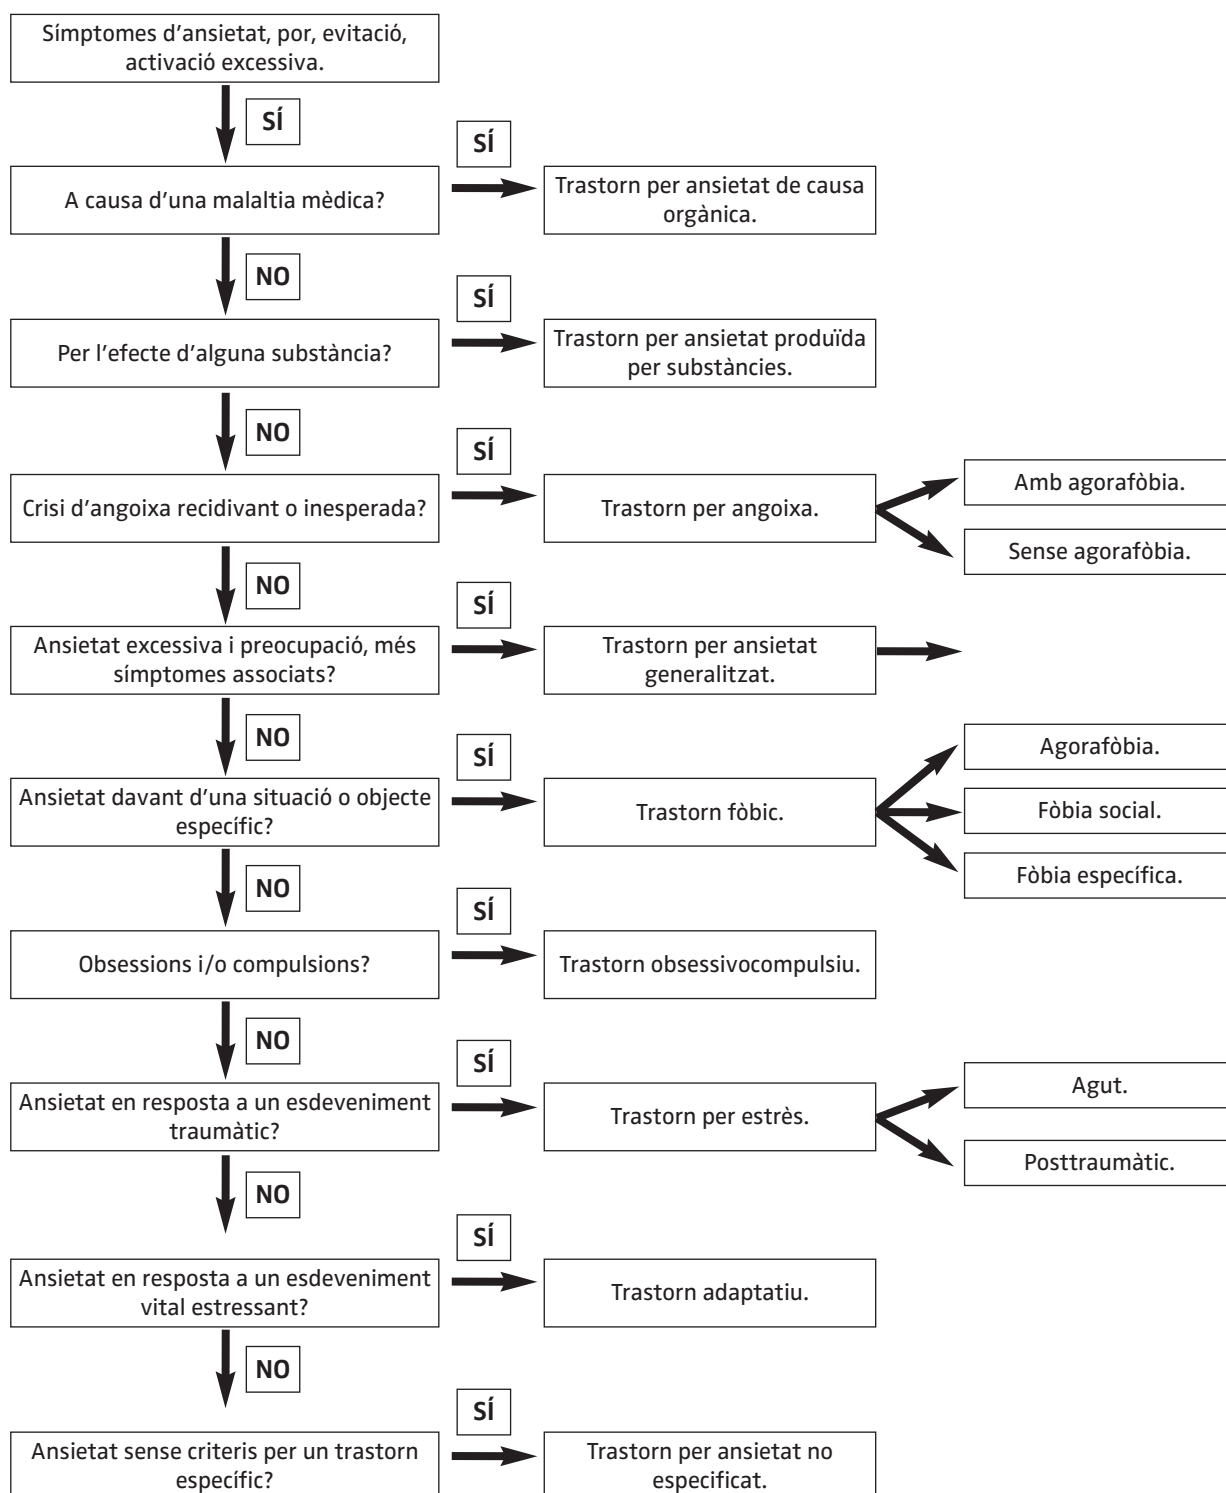 Símptomes d'ansietat, por, evitació,
activació excessiva.
SÍ
SÍ
A causa d'una malaltia mèdica?
Trastorn per ansietat de causa
orgànica.
NO
SÍ
Per l'efecte d'alguna substància?
Trastorn per ansietat produïda
per substàncies.
NO
SÍ
Crisi d'angoixa recidivant o inesperada?
Trastorn per angoixa.
Amb agorafòbia.
Sense agorafòbia.
NO
SÍ
Ansietat excessiva i preocupació, més
símptomes associats?
Trastorn per ansietat
generalitzat.
NO
SÍ
Ansietat davant d'una situació o objecte
específic?
Trastorn fòbic.
Agorafòbia.
Fòbia social.
Fòbia específica.
NO
SÍ
Obsessions i/o compulsions?
Trastorn obsessivocompulsiu.
NO
SÍ
Ansietat en resposta a un esdeveniment
traumàtic?
Trastorn per estrès.
Agut.
Posttraumàtic.
NO
SÍ
Ansietat en resposta a un esdeveniment
vital estressant?
Trastorn adaptatiu.
NO
SÍ
Ansietat sense criteris per un trastorn
específic?
Trastorn per ansietat no
especificat.